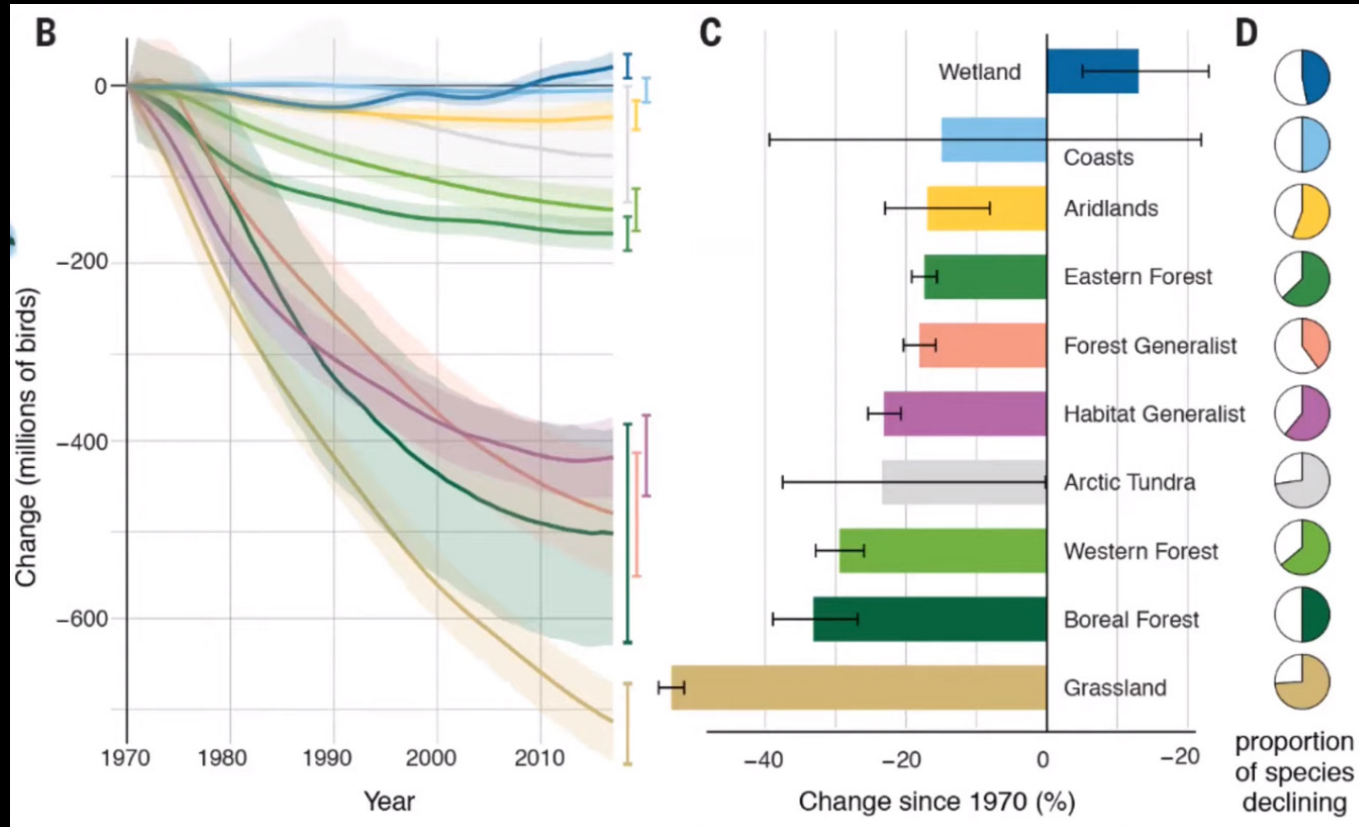 B
0
−200
−400
−600
Change (millions of birds)
1970
1980
1990
2000
2010
Year
C
Wetland
Coasts
Aridlands
Eastern Forest
Forest Generalist
Habitat Generalist
Arctic Tundra
Western Forest
Boreal Forest
Grassland
−40
−20
0
−20
Change since 1970 (%)
D
proportion
of species
declining